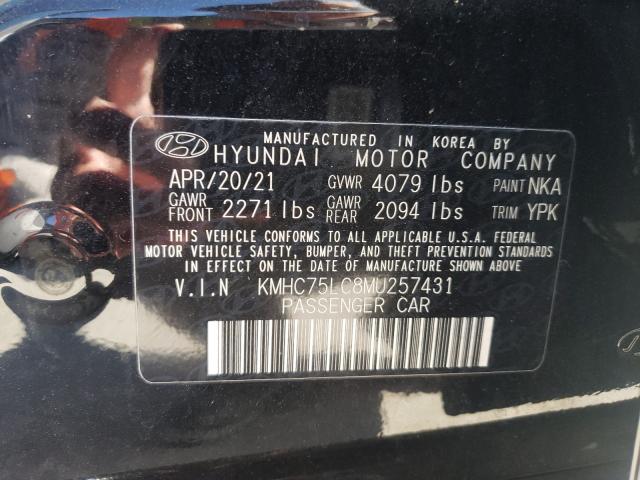 MANUFACTURED IN KOREA BY
HYUNDAI MOTOR COMPANY
APR/20/21 GVWR 4079 lbs PAINT NKA
GAWR FRONT 2271 lbs GAWR REAR 2094 lbs TRIM YPK
THIS VEHICLE CONFORMS TO ALL APPLICABLE U.S.A. FEDERAL
MOTOR VEHICLE SAFETY, BUMPER, AND THEFT PREVENTION STANDARDS
IN EFFECT ON THE DATE OF MANUFACTURE SHOWN ABOVE
V.I.N KMHC75LC8MU257431
PASSENGER CAR